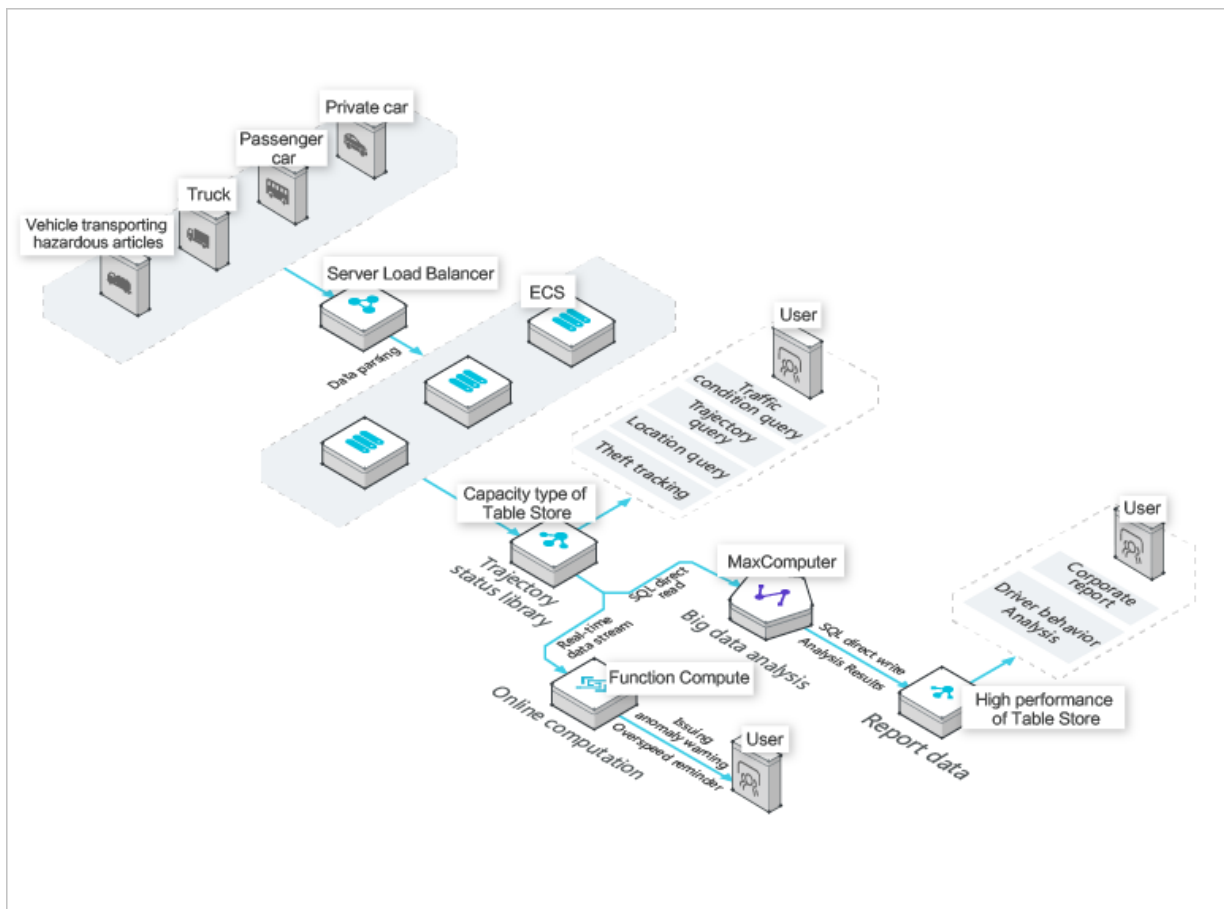 Private car
Passenger
car
Truck
Vehicle transporting
hazardous articles
Server Load Balancer
Data parsing
ECS
User
Traffic
condition query
Trajectory
query
Location query
Theft tracking
Capacity type of
Table Store
Trajectory
status library
SQL direct
read
MaxComputer
Big data analysis
Real-time
data stream
Function Compute
Online computation
Issuing
anomaly warning
Overspeed reminder
User
SQL direct write
Analysis Results
High performance
of Table Store
Report data
User
Corporate
report
Driver behavior
Analysis